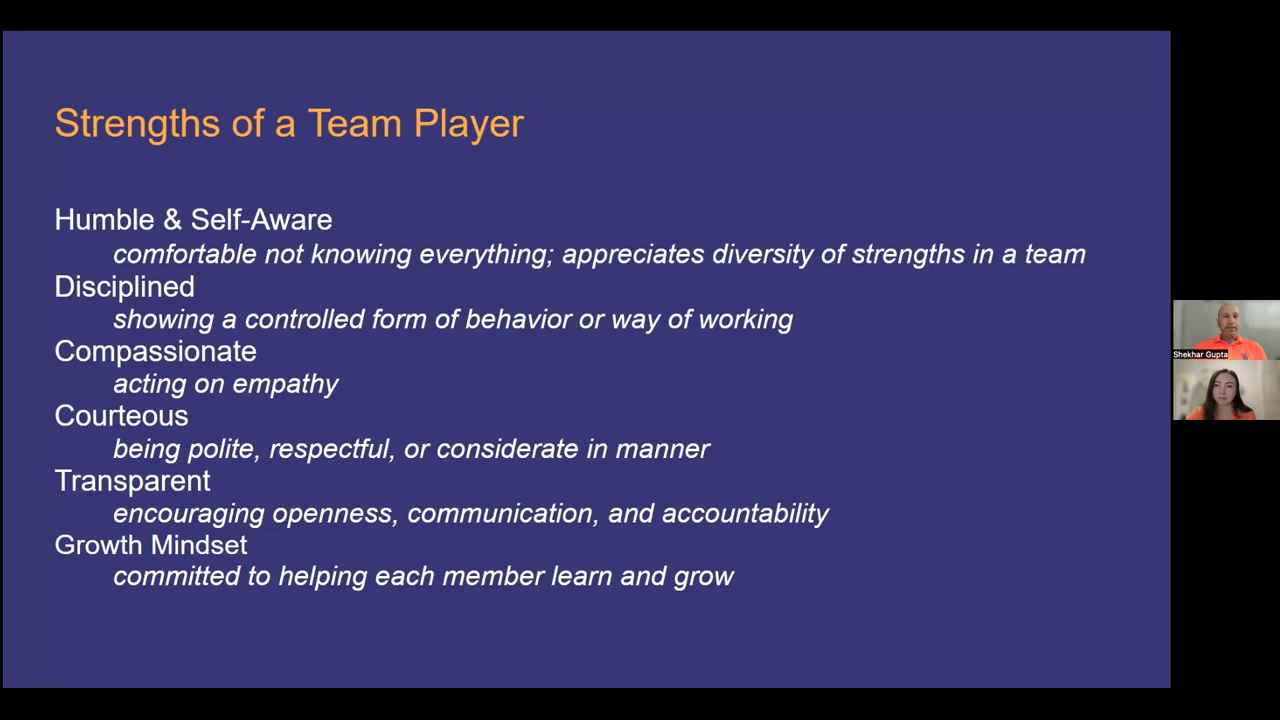 Strengths of a Team Player
Humble & Self-Aware
comfortable not knowing everything; appreciates diversity of strengths in a team
Disciplined
showing a controlled form of behavior or way of working
Compassionate
acting on empathy
Courteous
being polite, respectful, or considerate in manner
Transparent
encouraging openness, communication, and accountability
Growth Mindset
committed to helping each member learn and grow
Shekhar Gupta